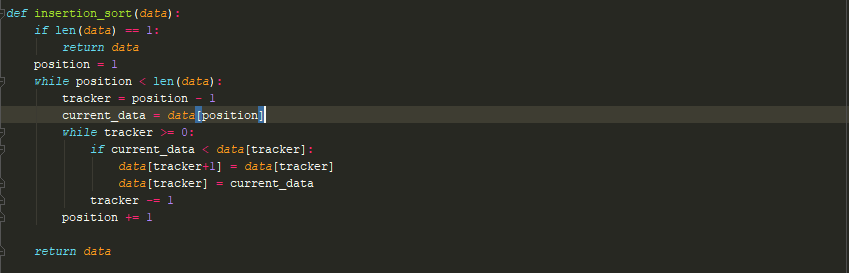 def insertion_sort(data):
    if len(data) == 1:
        return data
    position = 1
    while position < len(data):
        tracker = position - 1
        current_data = data[position]
        while tracker >= 0:
            if current_data < data[tracker]:
                data[tracker+1] = data[tracker]
                data[tracker] = current_data
            tracker -= 1
        position += 1
    return data